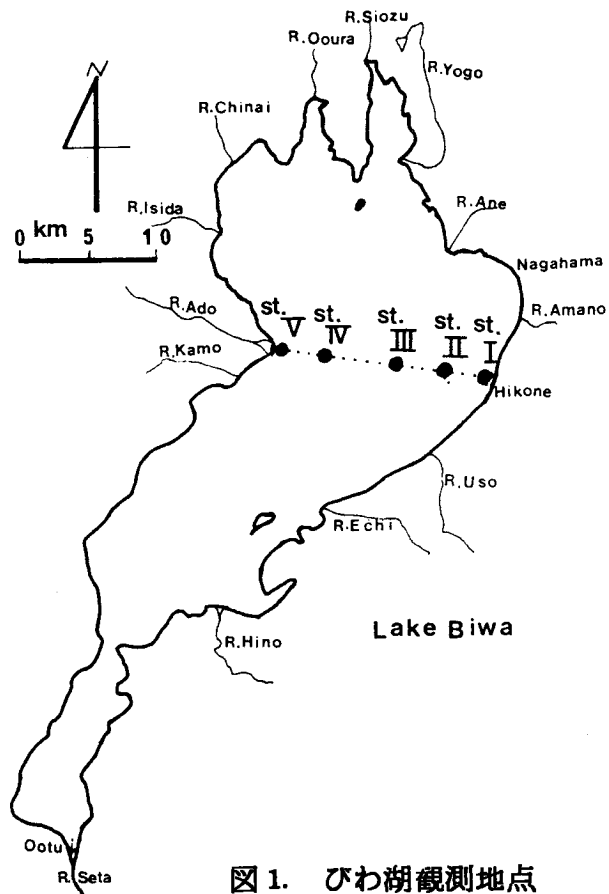 R.Siozu
R.Ooura
R.Yogo
N
R.Chinai
R.Ane
R.Isida
km
0 5 10
Nagahama
R.Ado
st. V
st. IV
st. III
st. II
st. I
R.Amano
R.Kamo
Hikone
R.Uso
R.Echi
Lake Biwa
R.Hino
Ootu
R.Seta
図1. びわ湖観測地点